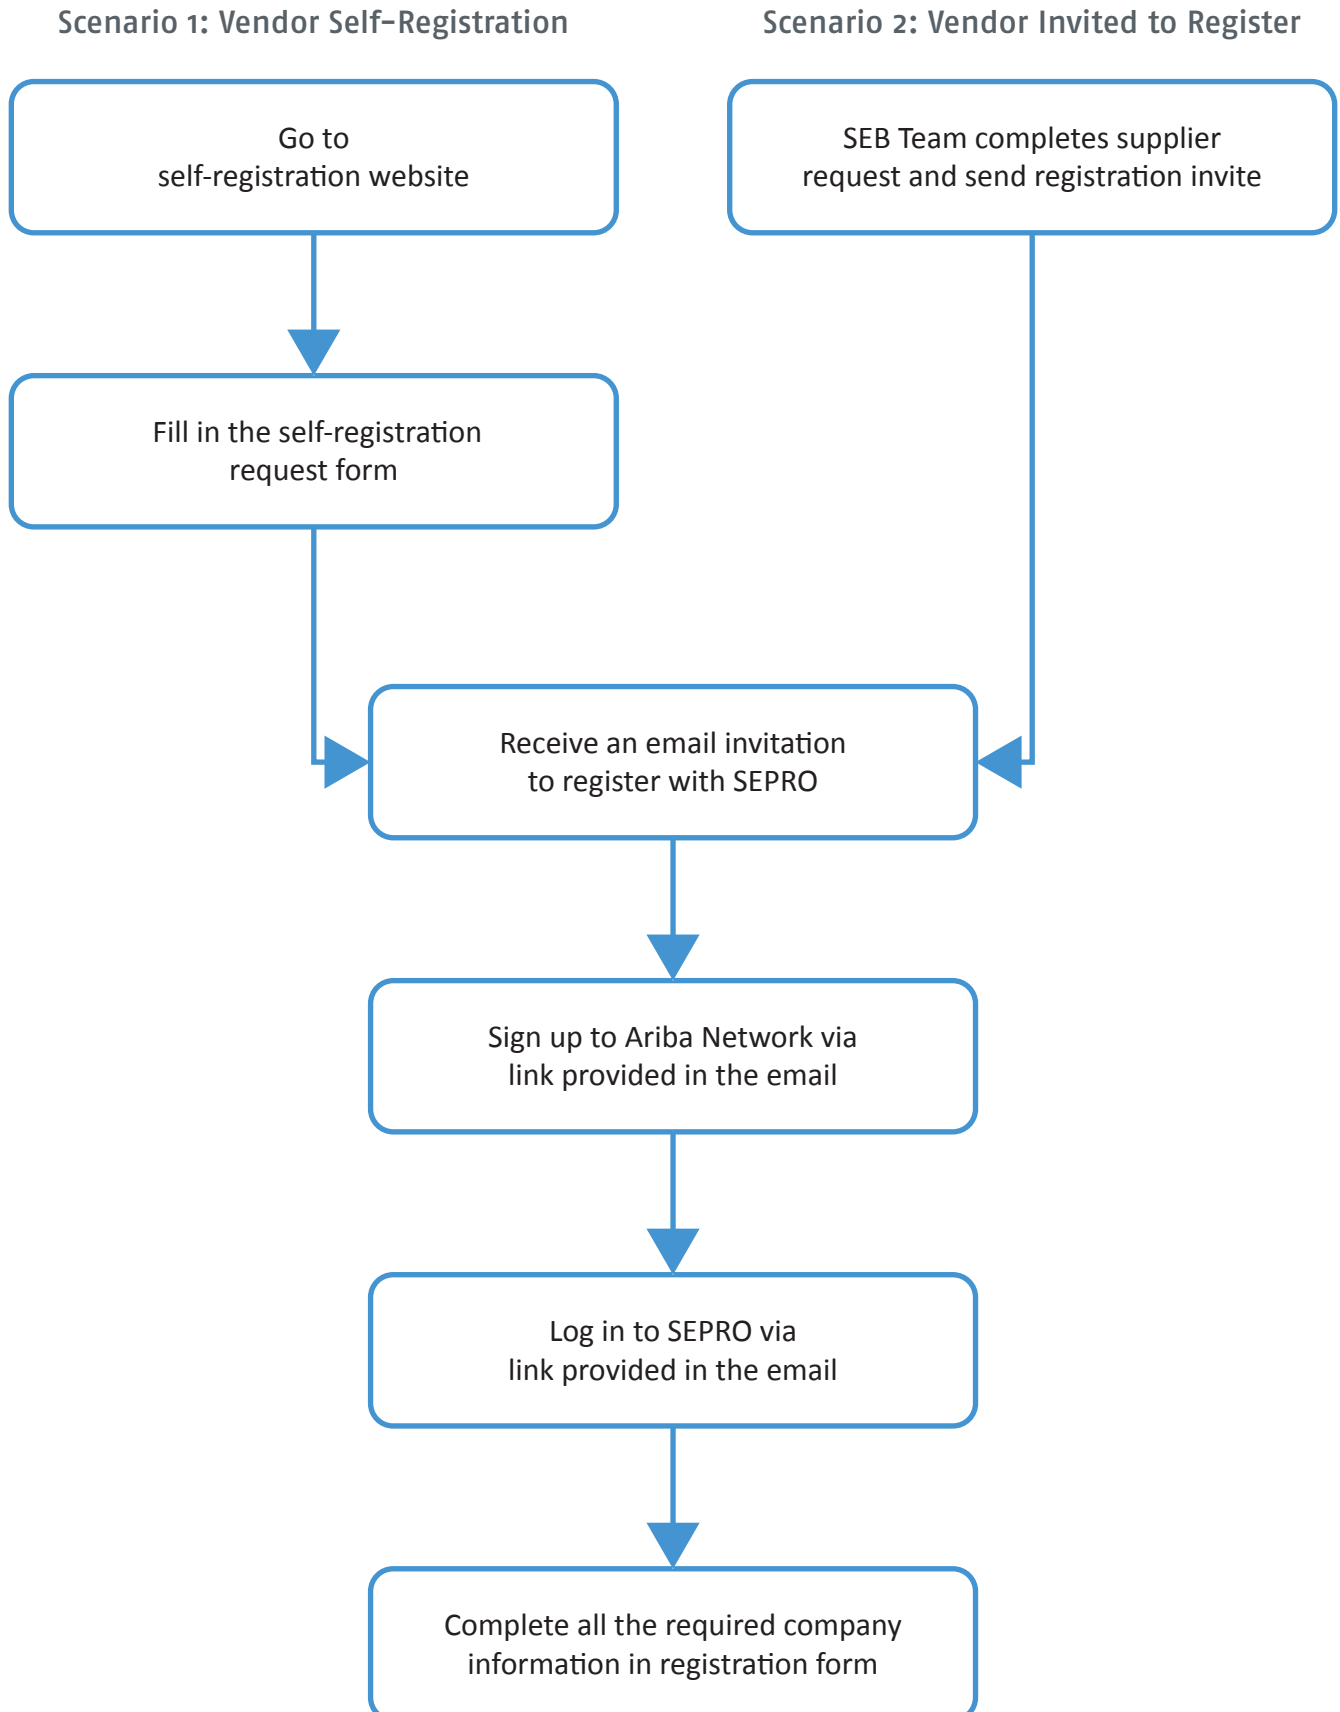 Scenario 1: Vendor Self-Registration
Scenario 2: Vendor Invited to Register
Go to
self-registration website
SEB Team completes supplier
request and send registration invite
Fill in the self-registration
request form
Receive an email invitation
to register with SEPRO
Sign up to Ariba Network via
link provided in the email
Log in to SEPRO via
link provided in the email
Complete all the required company
information in registration form